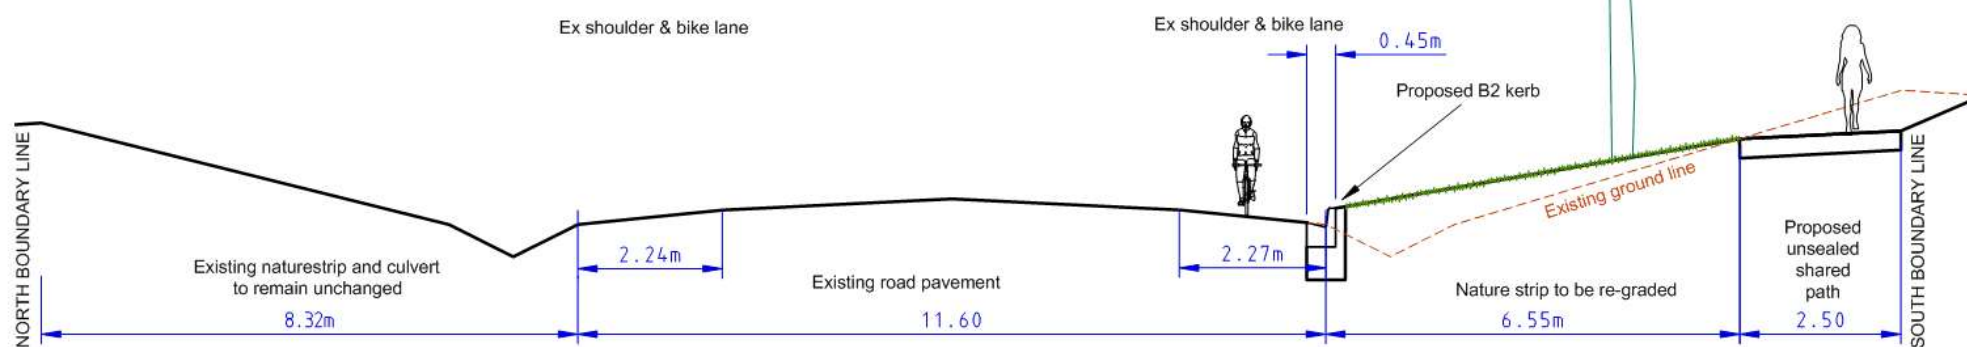 Ex shoulder & bike lane
Ex shoulder & bike lane
0.45m
Proposed B2 kerb
NORTH BOUNDARY LINE
Existing naturestrip and culvert
to remain unchanged
8.32m
2.24m
Existing road pavement
11.60
2.27m
Existing ground line
Nature strip to be re-graded
6.55m
Proposed
unsealed
shared
path
2.50
SOUTH BOUNDARY LINE